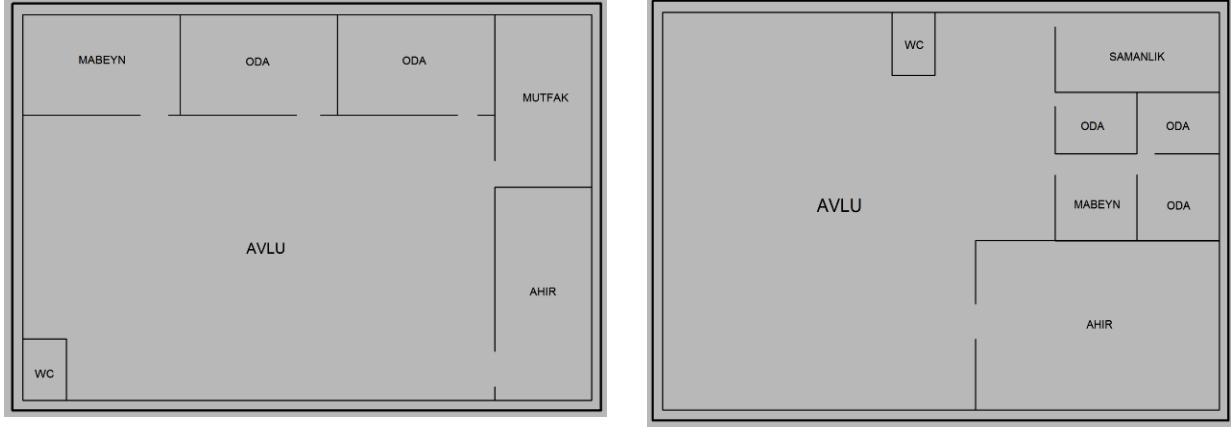 MABEYN
ODA
ODA
MUTFAK
AVLU
AHIR
WC
WC
SAMANLIK
ODA
ODA
AVLU
MABEYN
ODA
AHIR